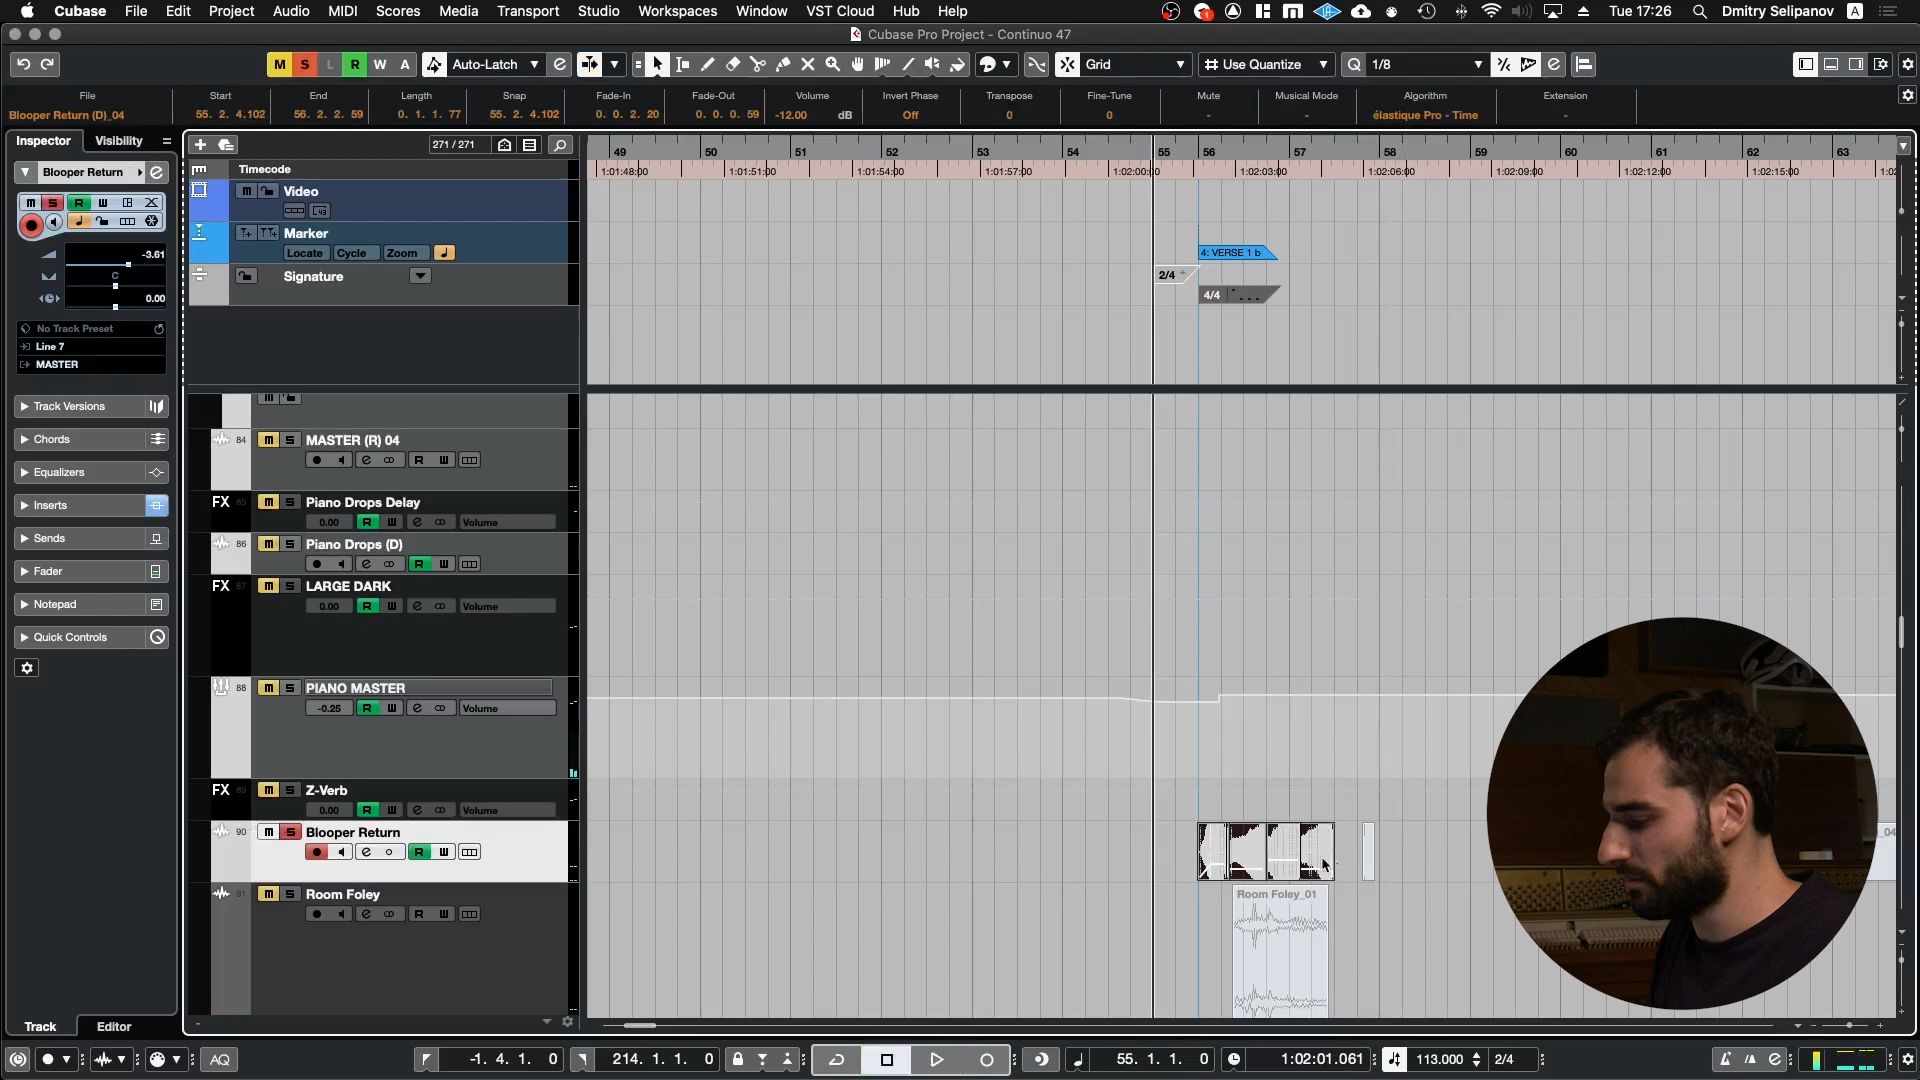 Cubase File Edit Project Audio MIDI Scores Media Transport Studio Workspaces Window VST Cloud Hub Help Tue 17:26 Dmitry Selipanov A
Cubase Pro Project - Continuo 47
M S L R W A Auto-Latch Grid Use Quantize Q 1/8
File Start End Length Snap Fade-In Fade-Out Volume Invert Phase Transpose Fine-Tune Mute Musical Mode Algorithm Extension
Blooper Return (D)_04 55. 2. 4.102 56. 2. 2. 59 0. 1. 1. 77 55. 2. 4.102 0. 0. 2. 20 0. 0. 0. 59 -12.00 dB Off 0 0 - - élastique Pro - Time -
Inspector Visibility
271 / 271
49 50 51 52 53 54 55 56 57 58 59 60 61 62 63
Timecode
1:01:48:00 1:01:51:00 1:01:54:00 1:01:57:00 1:02:00: 1:02:03:00 1:02:06:00 1:02:09:00 1:02:12:00 1:02:15:00
Blooper Return
Video
Marker
Locate Cycle Zoom
4: VERSE 1 b
Signature
2/4
4/4
-3.61
C
0.00
No Track Preset
Line 7
MASTER
Track Versions
Chords
Equalizers
Inserts
Sends
Fader
Notepad
Quick Controls
84 m S MASTER (R) 04
R W
FX 85 m S Piano Drops Delay
0.00 R W Volume
86 m S Piano Drops (D)
R W
FX 87 m S LARGE DARK
0.00 R W Volume
88 m S PIANO MASTER
-0.25 R W Volume
FX 89 m S Z-Verb
0.00 R W Volume
90 m S Blooper Return
R W
91 m S Room Foley
R W
Room Foley_01
Track Editor
AQ -1. 4. 1. 0 214. 1. 1. 0 55. 1. 1. 0 1:02:01.061 113.000 2/4